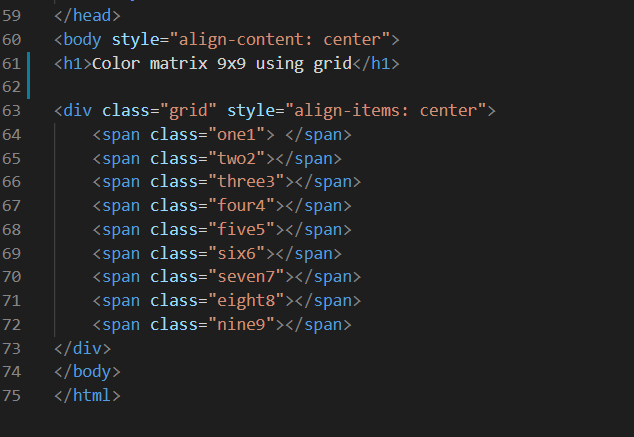 59 </head>
60 <body style="align-content: center">
61 <h1>Color matrix 9x9 using grid</h1>
62
63 <div class="grid" style="align-items: center">
64     <span class="one1"> </span>
65     <span class="two2"></span>
66     <span class="three3"></span>
67     <span class="four4"></span>
68     <span class="five5"></span>
69     <span class="six6"></span>
70     <span class="seven7"></span>
71     <span class="eight8"></span>
72     <span class="nine9"></span>
73 </div>
74 </body>
75 </html>